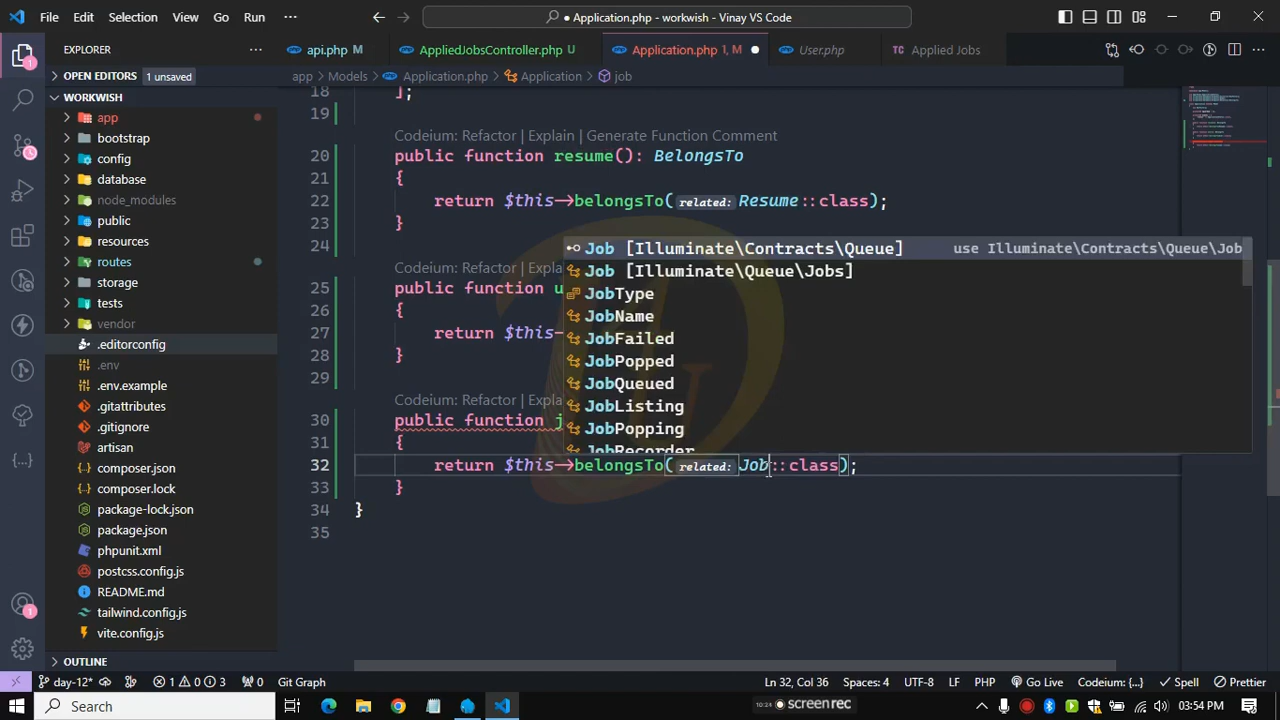 File Edit Selection View Go Run ··· Application.php - workwish - Vinay VS Code
EXPLORER ··· api.php M AppliedJobsController.php U Application.php 1, M User.php Applied Jobs
OPEN EDITORS 1 unsaved app > Models > Application.php > Application > job
WORKWISH
app
bootstrap
config
database
node_modules
public
resources
routes
storage
tests
vendor
.editorconfig
.env
.env.example
.gitattributes
.gitignore
artisan
composer.json
composer.lock
package-lock.json
package.json
phpunit.xml
postcss.config.js
README.md
tailwind.config.js
vite.config.js
OUTLINE
18 ];
19
Codeium: Refactor | Explain | Generate Function Comment
20 public function resume(): BelongsTo
21 {
22 return $this->belongsTo(related: Resume::class);
23 }
24
Codeium: Refactor | Expla
25 public function u
26 {
27 return $this-
28 }
29
Codeium: Refactor | Expla
30 public function j
31 {
32 return $this->belongsTo(related: Job::class);
33 }
34 }
35
Job [Illuminate\Contracts\Queue] use Illuminate\Contracts\Queue\Job
Job [Illuminate\Queue\Jobs]
JobType
JobName
JobFailed
JobPopped
JobQueued
JobListing
JobPopping
JobRecorder
day-12* 1 0 3 0 Git Graph Ln 32, Col 36 Spaces: 4 UTF-8 LF PHP Go Live Codeium: {...} Spell Prettier
Search 10:24 screenrec 03:54 PM